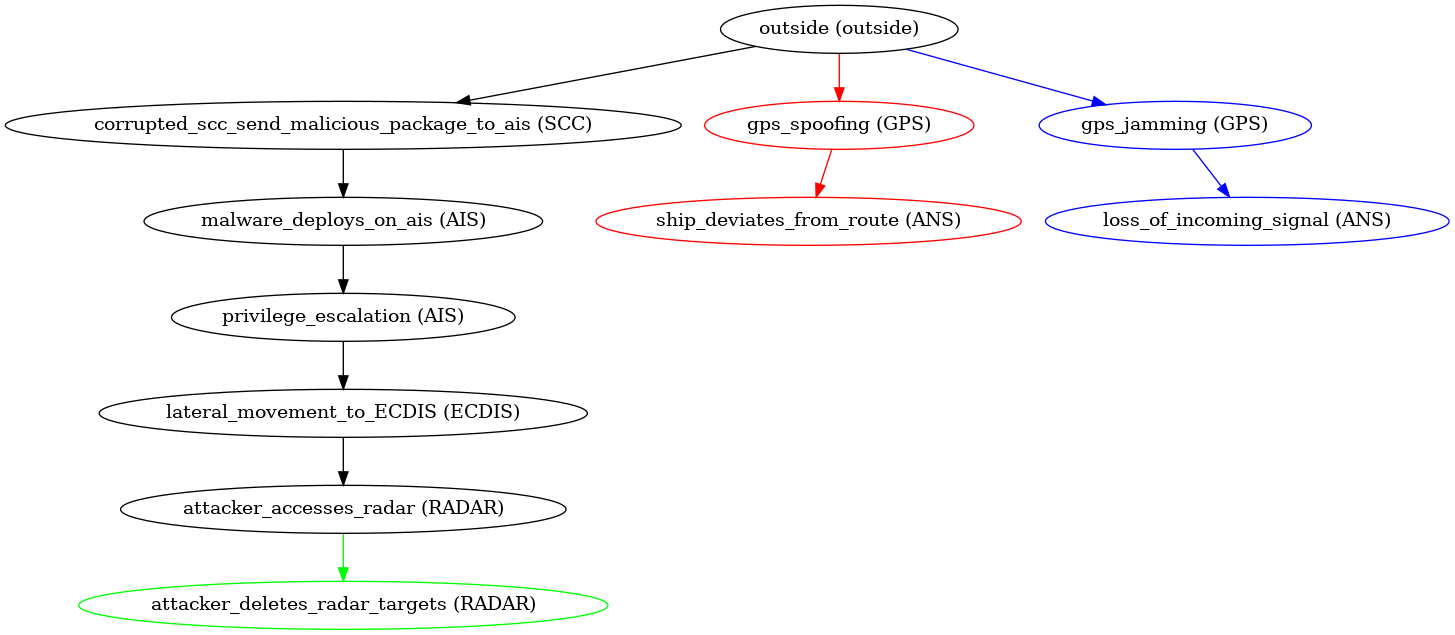 outside (outside)
corrupted_scc_send_malicious_package_to_ais (SCC)
gps_spoofing (GPS)
gps_jamming (GPS)
malware_deploys_on_ais (AIS)
ship_deviates_from_route (ANS)
loss_of_incoming_signal (ANS)
privilege_escalation (AIS)
lateral_movement_to_ECDIS (ECDIS)
attacker_accesses_radar (RADAR)
attacker_deletes_radar_targets (RADAR)